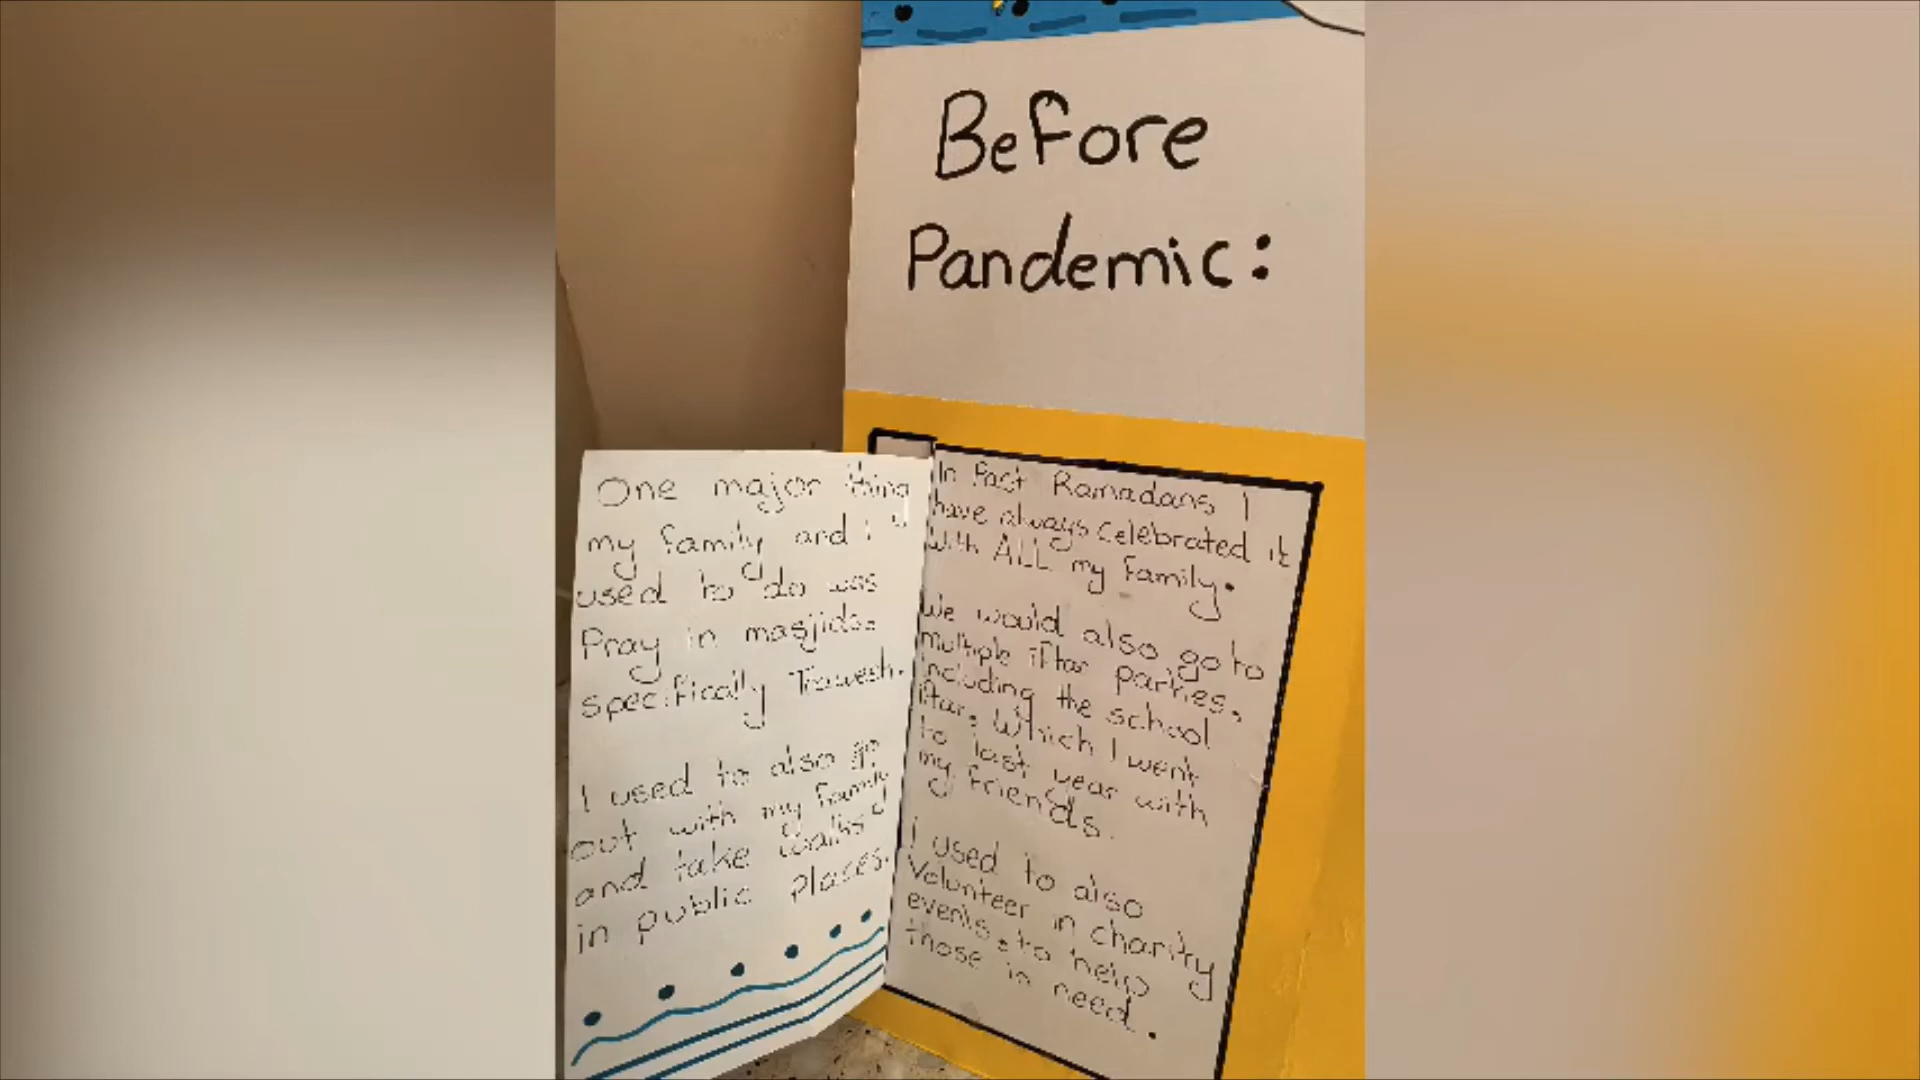 Before
Pandemic:
One major thing
my family and I
used to do was
Pray in masjids.
specifically Taraweeh.
I used to also go
out with my family
and take walks
in public places.
In fact Ramadans I
have always celebrated it
with ALL my family.
We would also go to
multiple iftar parties.
including the school
iftar. Which I went
to last year with
my friends.
I used to also
Volunteer in charity
events. to help
those in need.